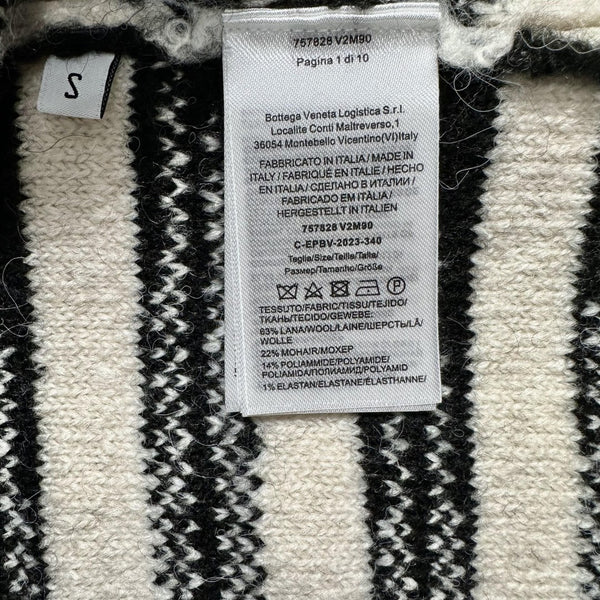 757828 V2M90
Pagina 1 di 10
Bottega Veneta Logistica S.r.l.
Localite Conti Maltreverso,1
36054 Montebello Vicentino(VI)Italy
FABBRICATO IN ITALIA / MADE IN
ITALY / FABRIQUÉ EN ITALIE / HECHO
EN ITALIA / СДЕЛАНО В ИТАЛИИ /
FABRICADO EM ITÀLIA /
HERGESTELLT IN ITALIEN
757828 V2M90
C-EPBV-2023-340
Teglia/Size/Taille/Talla/
Размер/Tamanho/Größe
TESSUTO/FABRIC/TISSU/TEJIDO/
ТКАНЬ/TECIDO/GEWEBE:
63% LANA/WOOL/LAINE/ШЕРСТЬ/LÃ/
WOLLE
22% MOHAIR/МОХЕР
14% POLIAMMIDE/POLYAMIDE/
POLIAMIDA/ПОЛИАМИД/POLYAMID
1% ELASTAN/ELASTANE/ÉLASTHANNE/
S